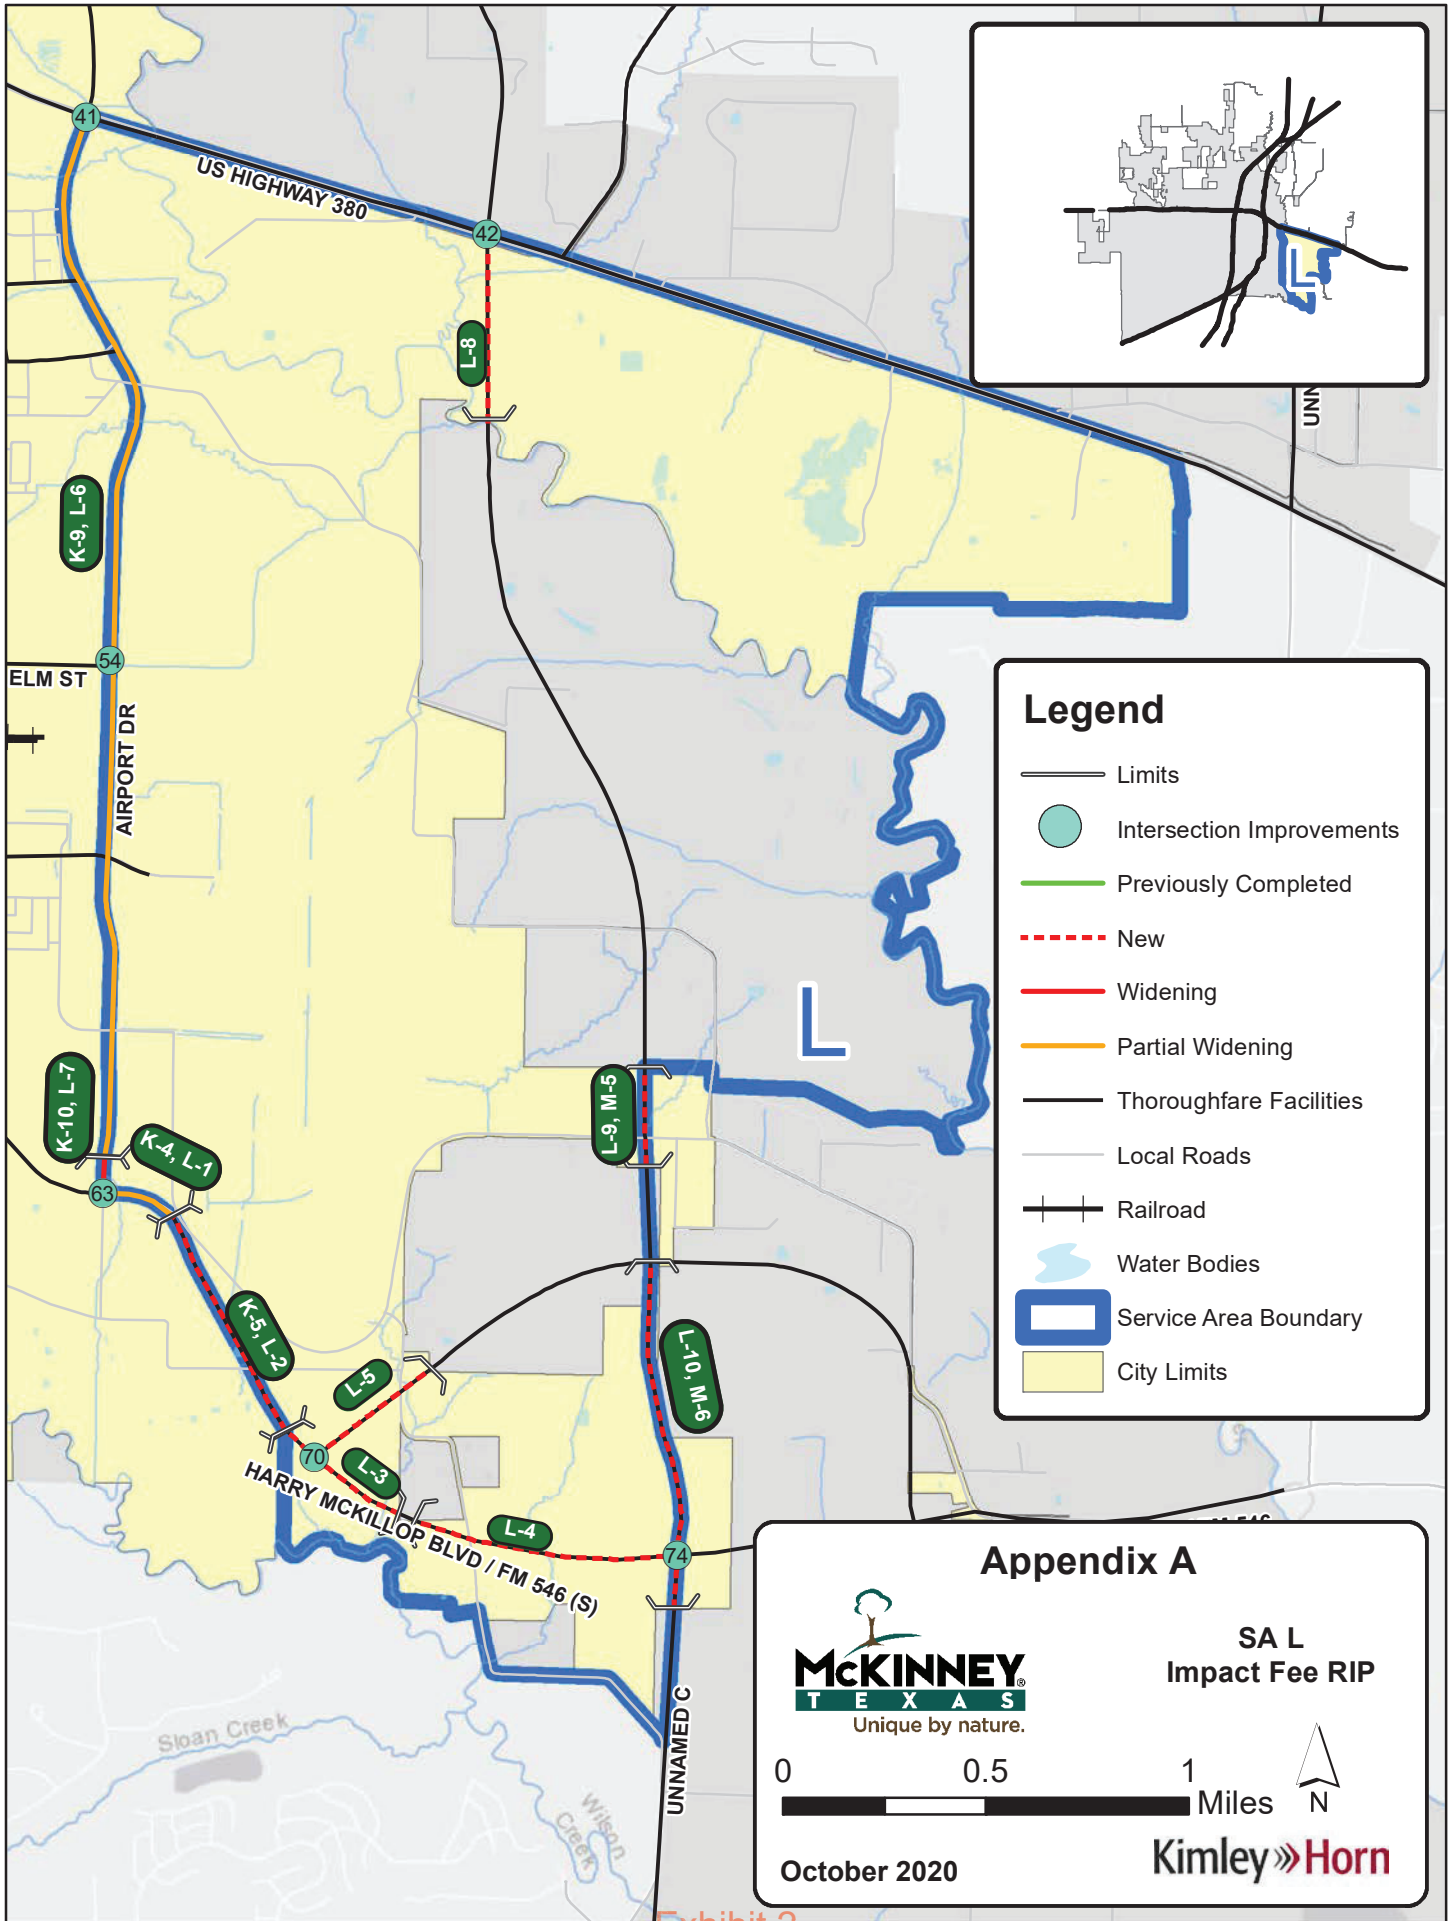 41
US HIGHWAY 380
42
L-8
L
UNN
K-9, L-6
54
ELM ST
AIRPORT DR
Legend
Limits
Intersection Improvements
Previously Completed
New
Widening
Partial Widening
Thoroughfare Facilities
Local Roads
Railroad
Water Bodies
Service Area Boundary
City Limits
L
K-10, L-7
K-4, L-1
L-9, M-5
63
K-5, L-2
L-5
L-10, M-6
70
L-3
HARRY MCKILLOP BLVD / FM 546 (S)
L-4
74
UNNAMED C
Sloan Creek
Wilson
Creek
Appendix A
McKINNEY®
TEXAS
Unique by nature.
SA L
Impact Fee RIP
0 0.5 1
Miles
N
October 2020
Kimley»Horn